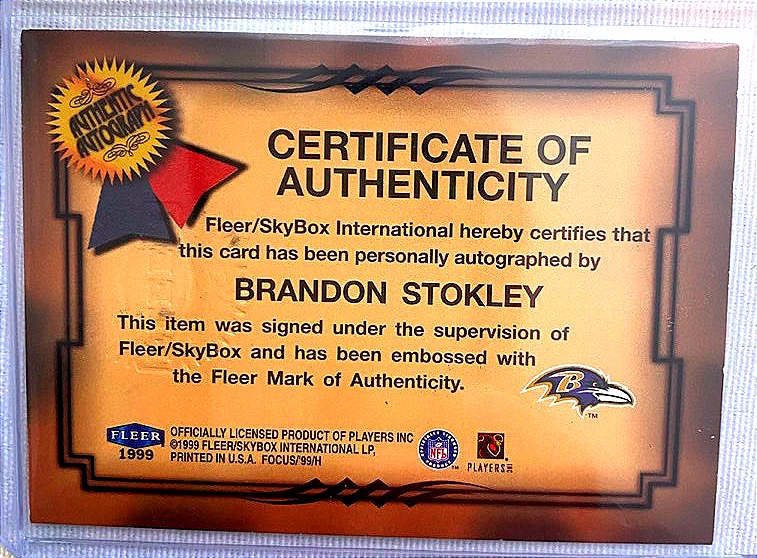 AUTHENTIC
AUTOGRAPH
CERTIFICATE OF
AUTHENTICITY
Fleer/SkyBox International hereby certifies that
this card has been personally autographed by
BRANDON STOKLEY
This item was signed under the supervision of
Fleer/SkyBox and has been embossed with
the Fleer Mark of Authenticity.
B
TM
FLEER
1999
OFFICIALLY LICENSED PRODUCT OF PLAYERS INC
©1999 FLEER/SKYBOX INTERNATIONAL LP,
PRINTED IN U.S.A. FOCUS/'99/H
NFL
TM
PLAYERS INC